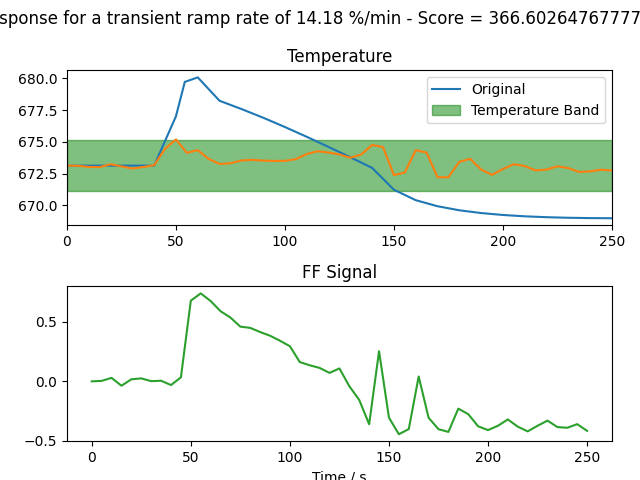 sponse for a transient ramp rate of 14.18 %/min - Score = 366.60264767777
Temperature
680.0
677.5
675.0
672.5
670.0
Original
Temperature Band
0 50 100 150 200 250
FF Signal
0.5
0.0
−0.5
0 50 100 150 200 250
Time / s